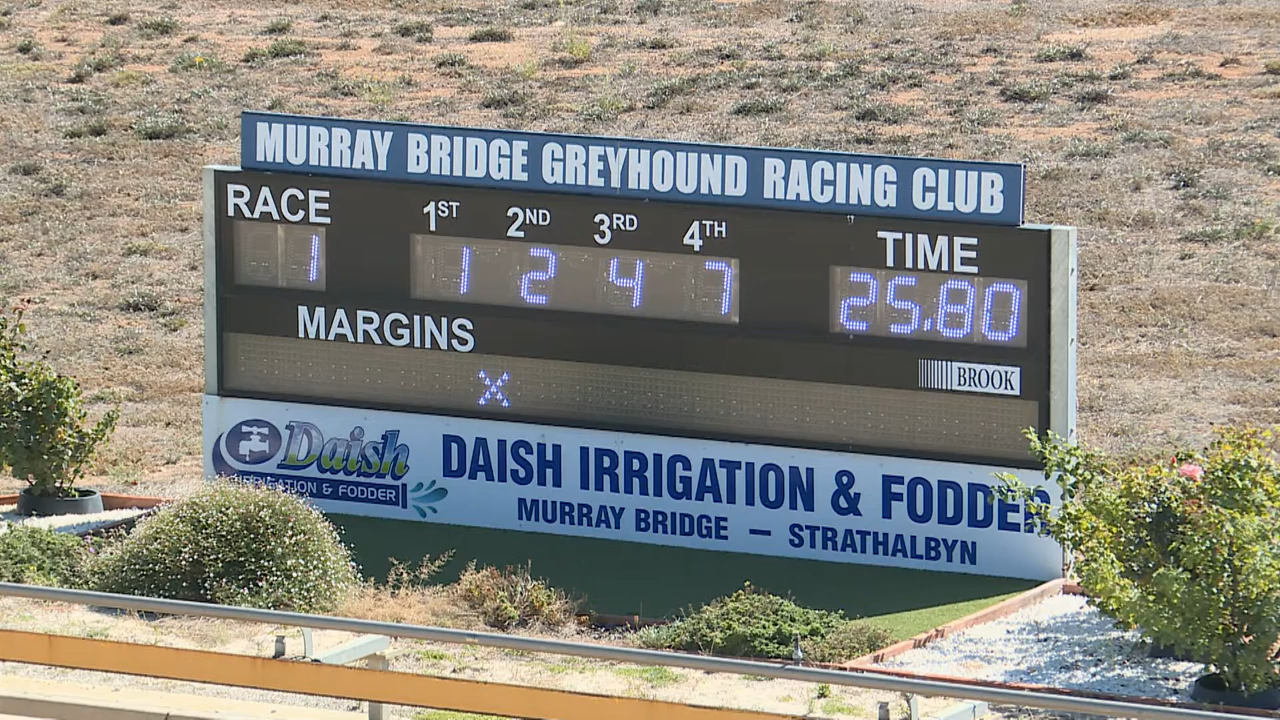 MURRAY BRIDGE GREYHOUND RACING CLUB
RACE 1ST 2ND 3RD 4TH TIME
1 1 2 4 7 25.80
MARGINS
X
BROOK
Daish
IRRIGATION & FODDER
DAISH IRRIGATION & FODDER
MURRAY BRIDGE – STRATHALBYN